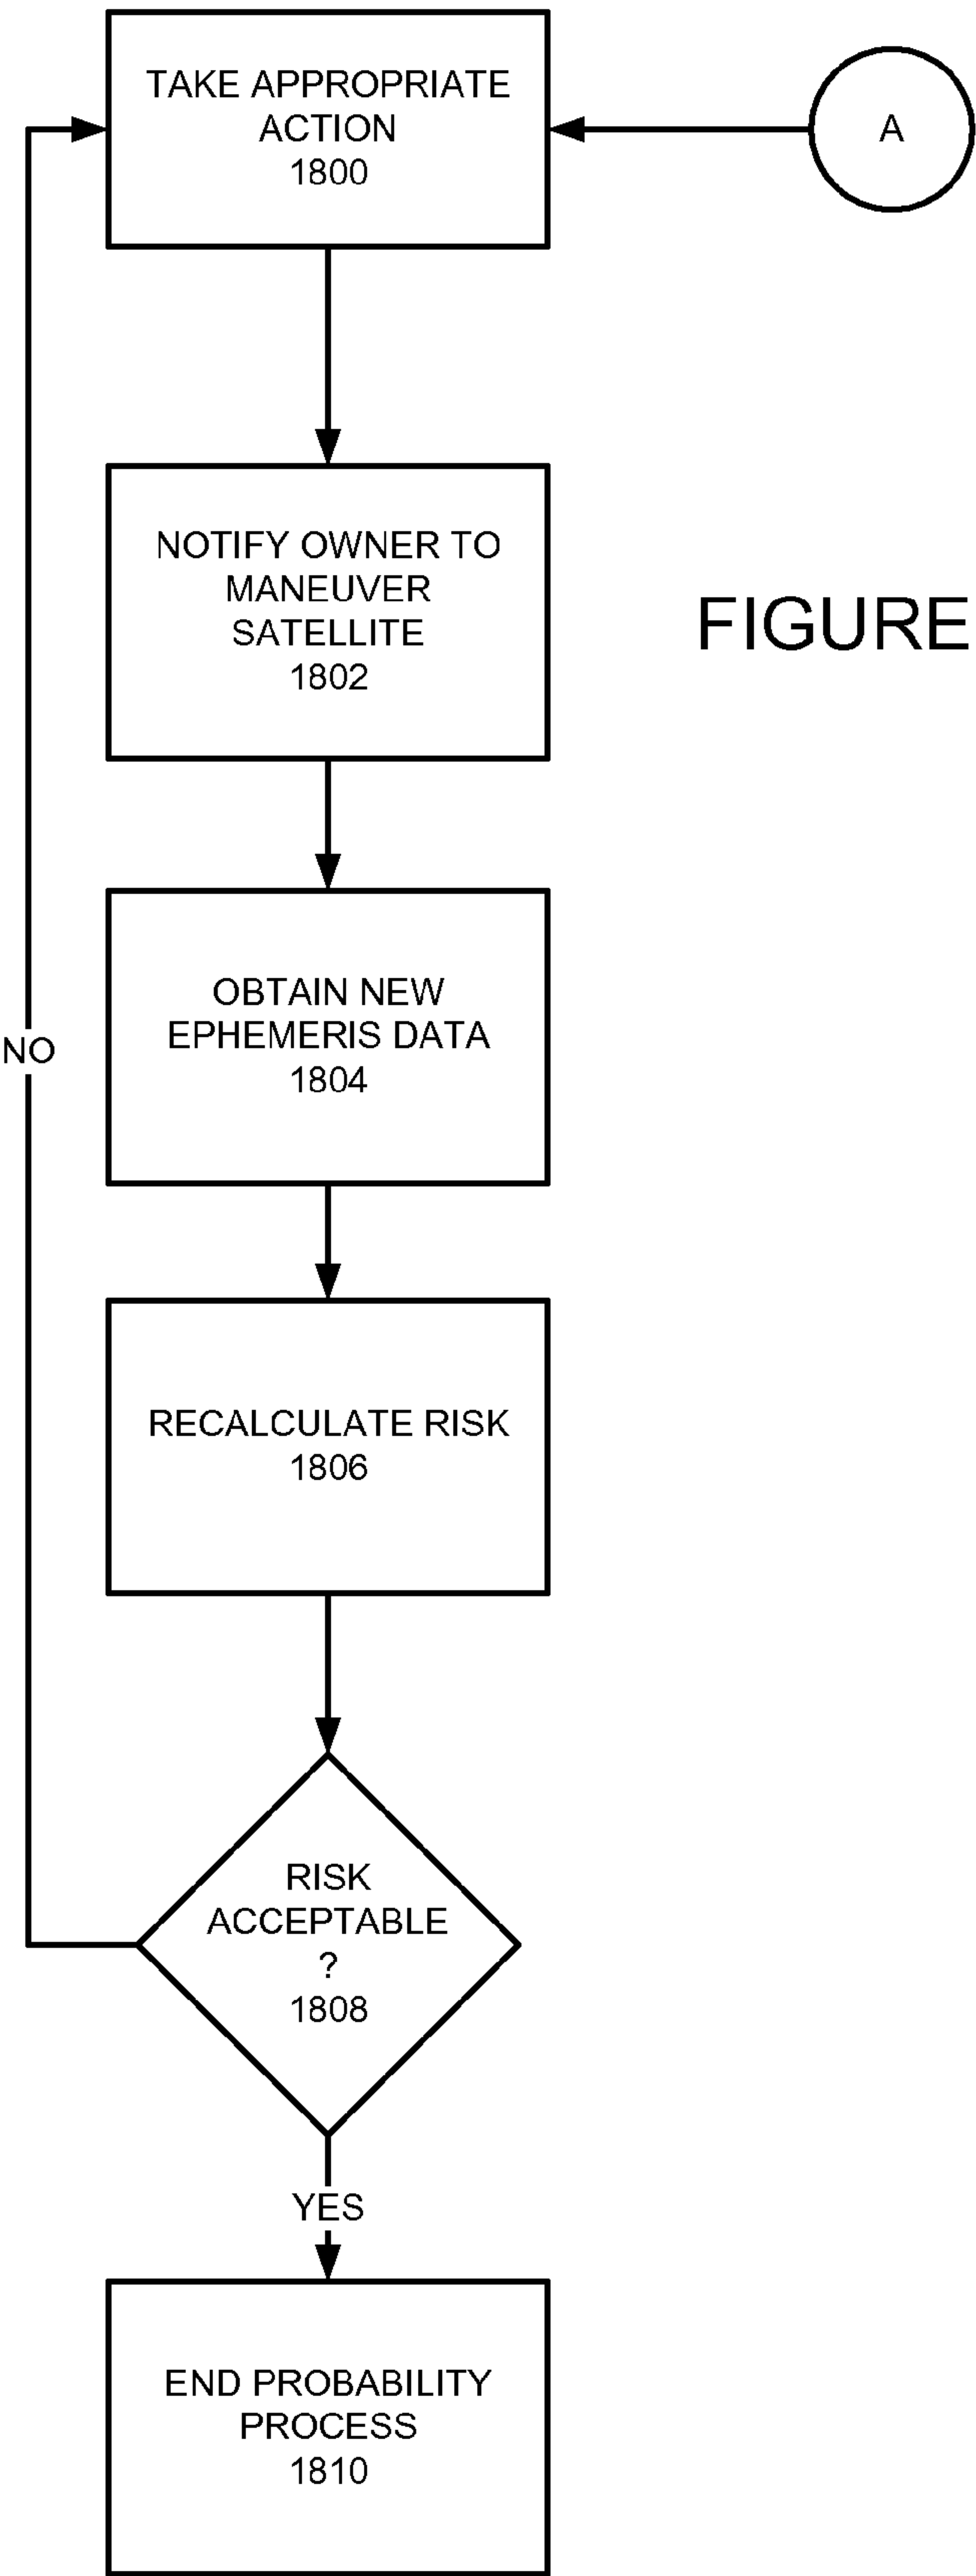 TAKE APPROPRIATE
ACTION
1800
A
NOTIFY OWNER TO
MANEUVER
SATELLITE
1802
FIGURE
OBTAIN NEW
EPHEMERIS DATA
1804
NO
RECALCULATE RISK
1806
RISK
ACCEPTABLE
?
1808
YES
END PROBABILITY
PROCESS
1810